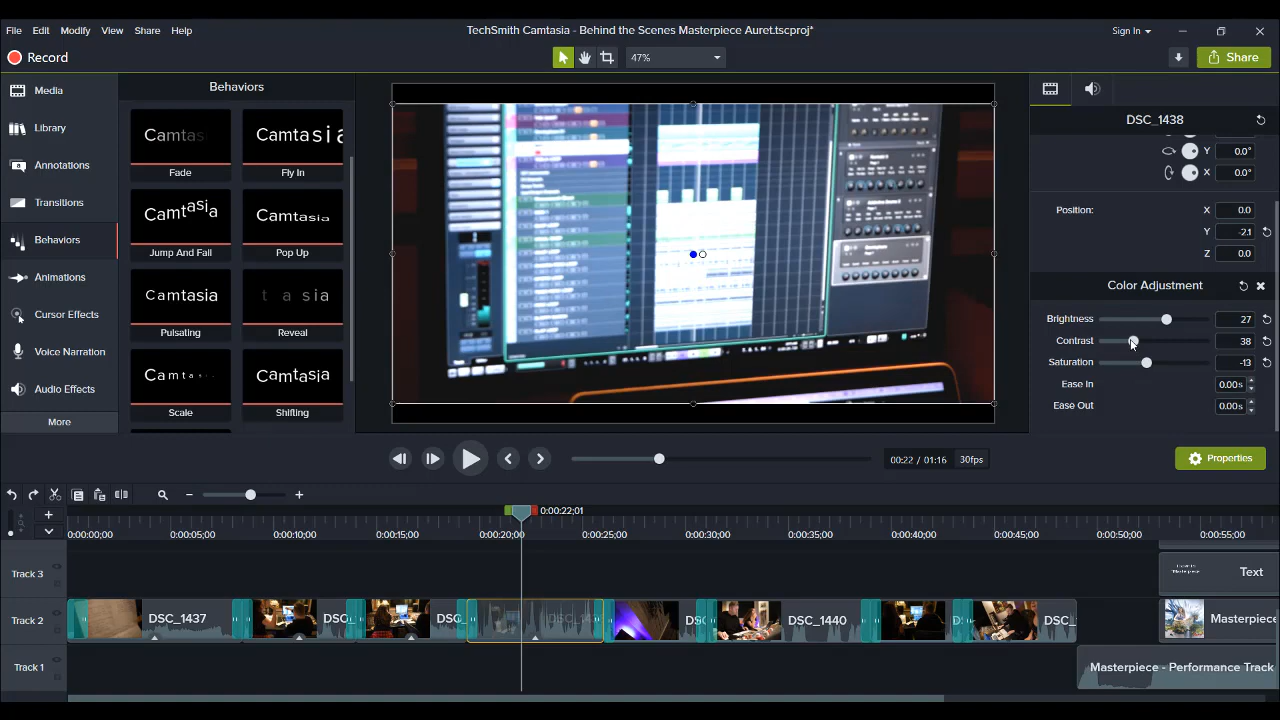 File Edit Modify View Share Help
TechSmith Camtasia - Behind the Scenes Masterpiece Auret.tscproj*
Sign In
Record
47%
Share
Media
Library
Annotations
Transitions
Behaviors
Animations
Cursor Effects
Voice Narration
Audio Effects
More
Behaviors
Camtas
Camtasia
Fade
Fly In
Camtasia
Camtasia
Jump And Fall
Pop Up
Camtasia
t a s i a
Pulsating
Reveal
Camtas
Camtasia
Scale
Shifting
DSC_1438
Y 0.0°
X 0.0°
Position:
X 0.0
Y -2.1
Z 0.0
Color Adjustment
Brightness 27
Contrast 38
Saturation -13
Ease In 0.00s
Ease Out 0.00s
00:22 / 01:16 30fps
Properties
0:00:22;01
0:00:00;00 0:00:05;00 0:00:10;00 0:00:15;00 0:00:20;00 0:00:25;00 0:00:30;00 0:00:35;00 0:00:40;00 0:00:45;00 0:00:50;00 0:00:55;00
Track 3
Text
Track 2
DSC_1437
DSC_1440
Masterpiece
Track 1
Masterpiece - Performance Track